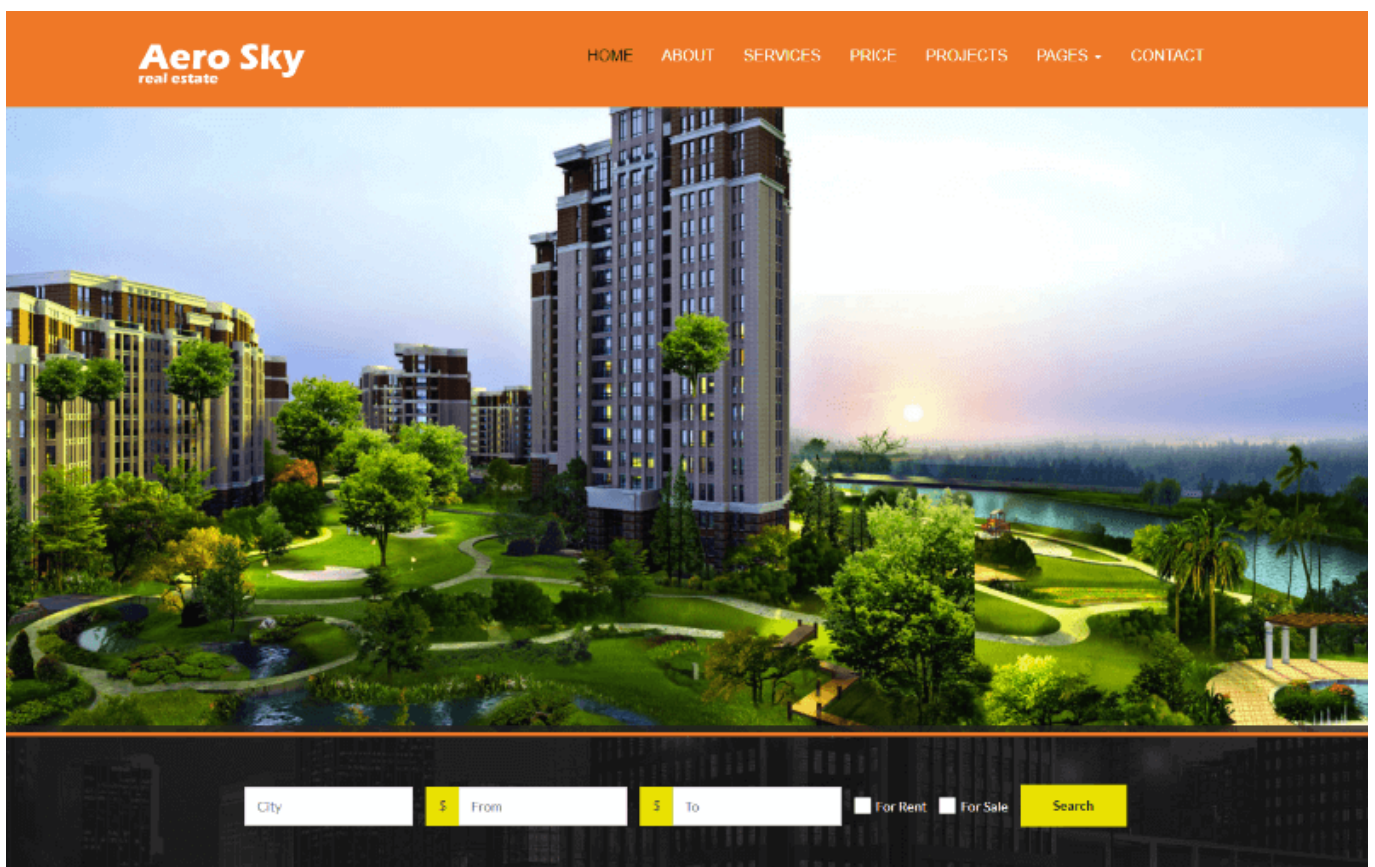 Aero Sky
real estate
HOME ABOUT SERVICES PRICE PROJECTS PAGES CONTACT
City $ From $ To For Rent For Sale Search